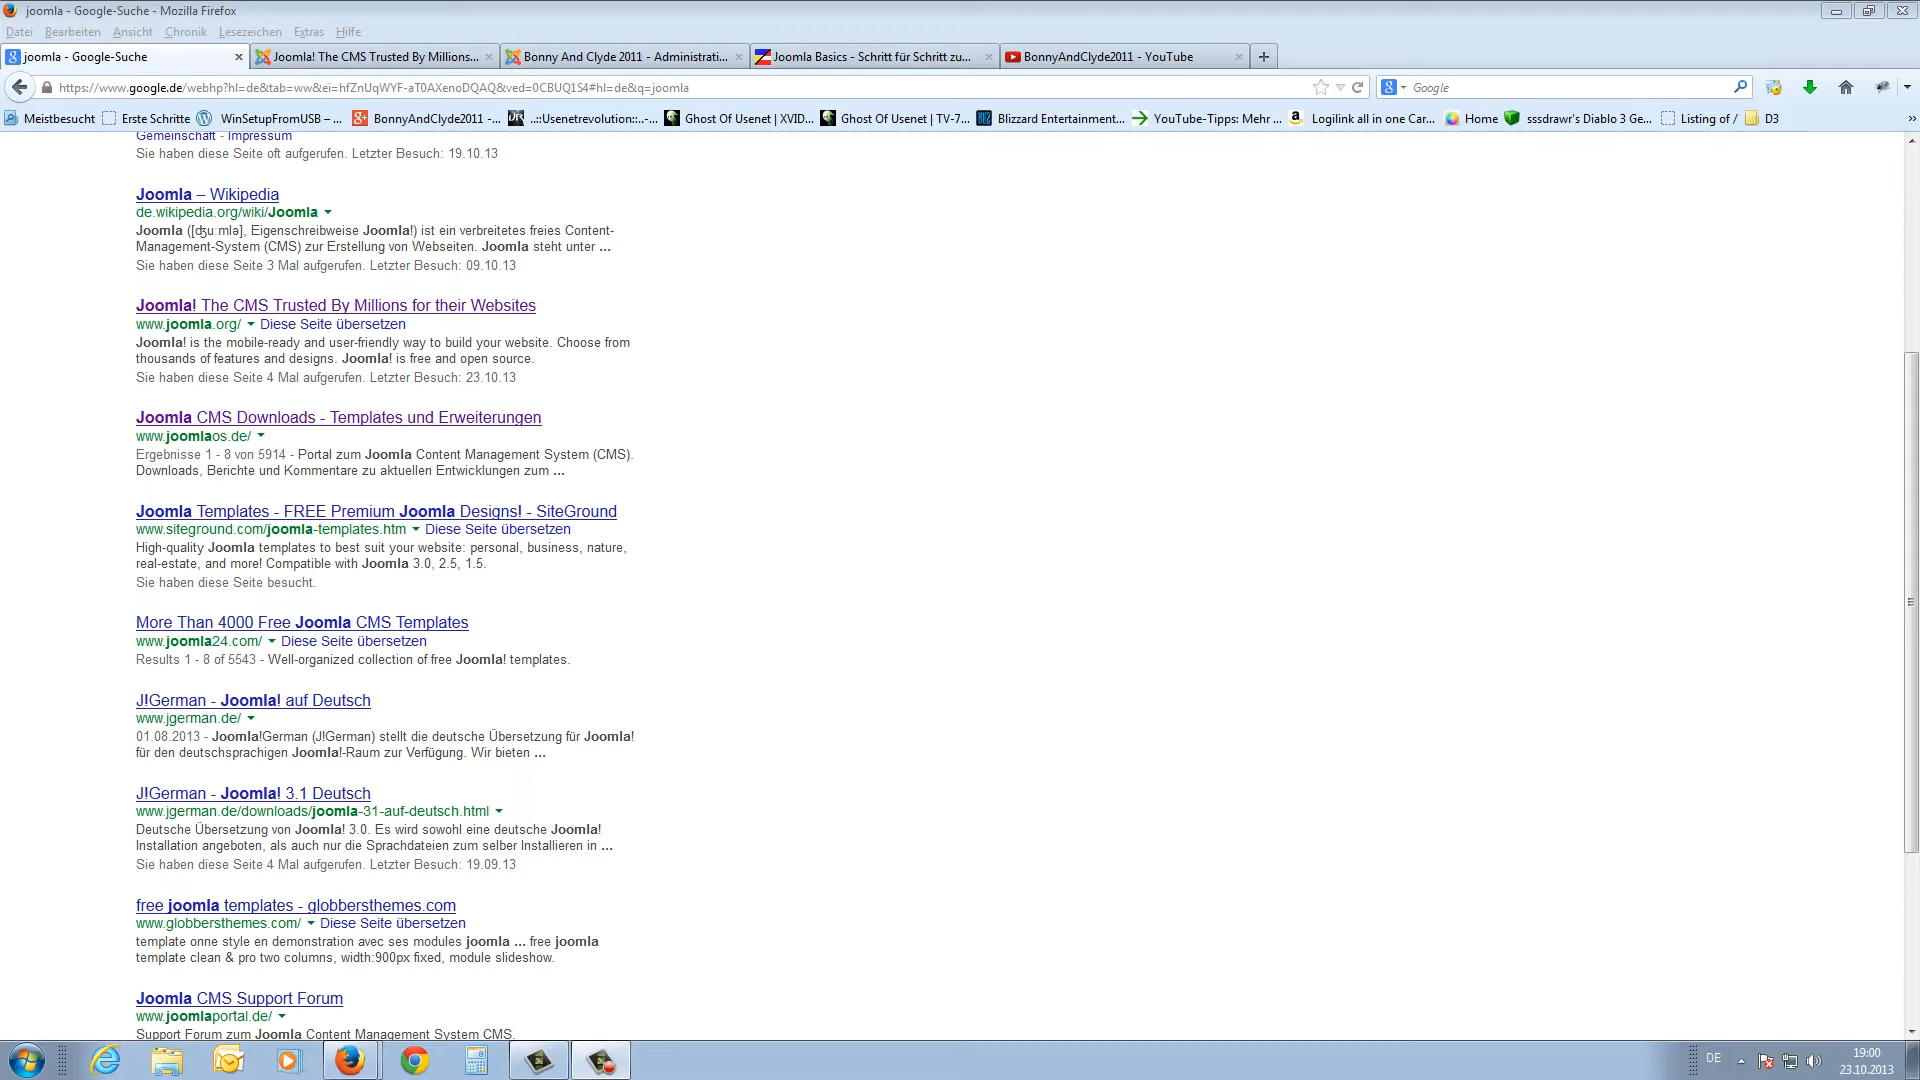 joomla - Google-Suche - Mozilla Firefox
Datei Bearbeiten Ansicht Chronik Lesezeichen Extras Hilfe
joomla - Google-Suche
Joomla! The CMS Trusted By Millions...
Bonny And Clyde 2011 - Administrati...
Joomla Basics - Schritt für Schritt zu...
BonnyAndClyde2011 - YouTube
https://www.google.de/webhp?hl=de&tab=ww&ei=hfZnUqWYF-aT0AXenoDQAQ&ved=0CBUQ1S4#hl=de&q=joomla
Google
Meistbesucht Erste Schritte WinSetupFromUSB – ... BonnyAndClyde2011 -... ..::Usenetrevolution::..-... Ghost Of Usenet | XVID... Ghost Of Usenet | TV-7... Blizzard Entertainment... YouTube-Tipps: Mehr ... Logilink all in one Car... Home sssdrawr's Diablo 3 Ge... Listing of / D3 »
Gemeinschaft - Impressum
Sie haben diese Seite oft aufgerufen. Letzter Besuch: 19.10.13
Joomla – Wikipedia
de.wikipedia.org/wiki/Joomla
Joomla ([ʤuːmlə], Eigenschreibweise Joomla!) ist ein verbreitetes freies Content-
Management-System (CMS) zur Erstellung von Webseiten. Joomla steht unter ...
Sie haben diese Seite 3 Mal aufgerufen. Letzter Besuch: 09.10.13
Joomla! The CMS Trusted By Millions for their Websites
www.joomla.org/ Diese Seite übersetzen
Joomla! is the mobile-ready and user-friendly way to build your website. Choose from
thousands of features and designs. Joomla! is free and open source.
Sie haben diese Seite 4 Mal aufgerufen. Letzter Besuch: 23.10.13
Joomla CMS Downloads - Templates und Erweiterungen
www.joomlaos.de/
Ergebnisse 1 - 8 von 5914 - Portal zum Joomla Content Management System (CMS).
Downloads, Berichte und Kommentare zu aktuellen Entwicklungen zum ...
Joomla Templates - FREE Premium Joomla Designs! - SiteGround
www.siteground.com/joomla-templates.htm Diese Seite übersetzen
High-quality Joomla templates to best suit your website: personal, business, nature,
real-estate, and more! Compatible with Joomla 3.0, 2.5, 1.5.
Sie haben diese Seite besucht.
More Than 4000 Free Joomla CMS Templates
www.joomla24.com/ Diese Seite übersetzen
Results 1 - 8 of 5543 - Well-organized collection of free Joomla! templates.
J!German - Joomla! auf Deutsch
www.jgerman.de/
01.08.2013 - Joomla!German (J!German) stellt die deutsche Übersetzung für Joomla!
für den deutschsprachigen Joomla!-Raum zur Verfügung. Wir bieten ...
J!German - Joomla! 3.1 Deutsch
www.jgerman.de/downloads/joomla-31-auf-deutsch.html
Deutsche Übersetzung von Joomla! 3.0. Es wird sowohl eine deutsche Joomla!
Installation angeboten, als auch nur die Sprachdateien zum selber Installieren in ...
Sie haben diese Seite 4 Mal aufgerufen. Letzter Besuch: 19.09.13
free joomla templates - globbersthemes.com
www.globbersthemes.com/ Diese Seite übersetzen
template onne style en demonstration avec ses modules joomla ... free joomla
template clean & pro two columns, width:900px fixed, module slideshow.
Joomla CMS Support Forum
www.joomlaportal.de/
Support Forum zum Joomla Content Management System CMS.
DE
19:00
23.10.2013